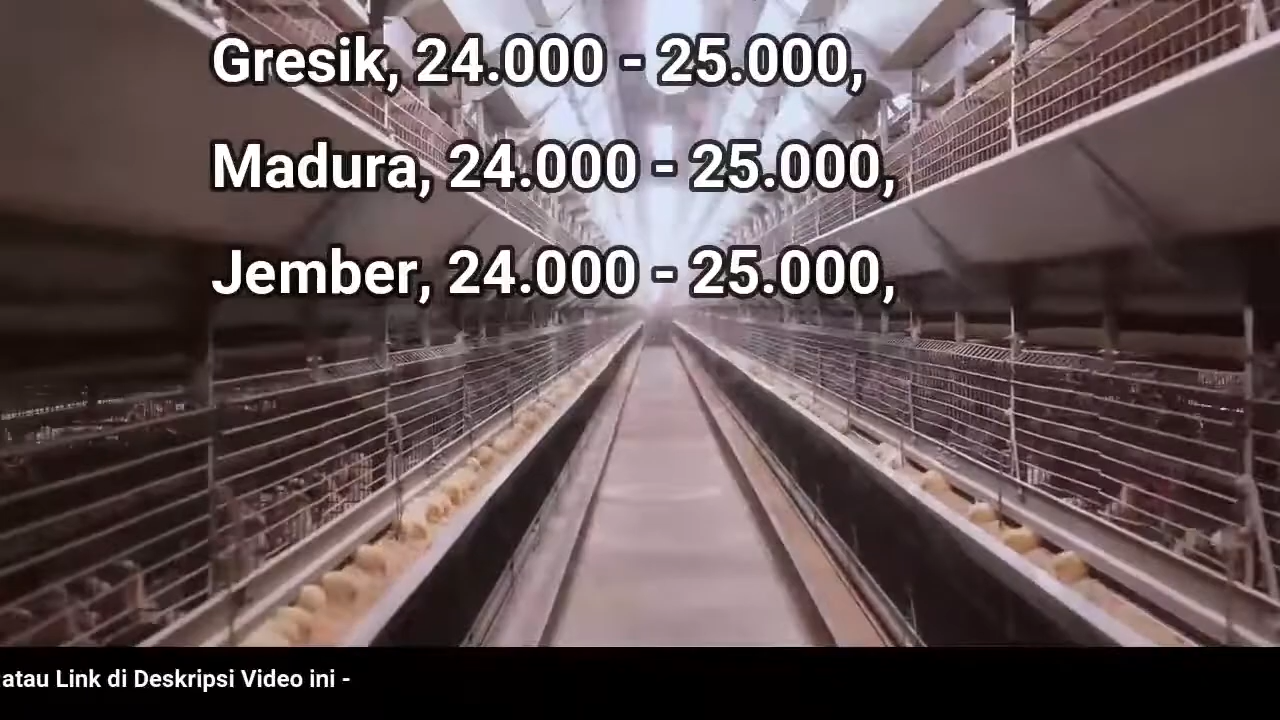 Gresik, 24.000 - 25.000,
Madura, 24.000 - 25.000,
Jember, 24.000 - 25.000,
atau Link di Deskripsi Video ini -